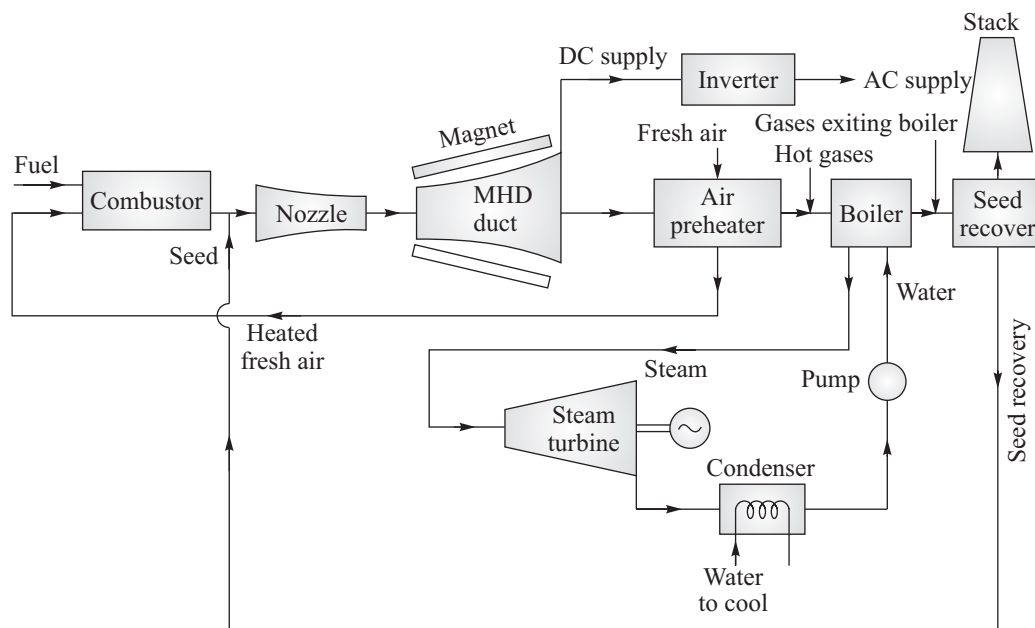 Stack
DC supply
Inverter
AC supply
Magnet
Fresh air
Gases exiting boiler
Hot gases
Fuel
Combustor
Nozzle
MHD
duct
Air
preheater
Boiler
Seed
recover
Seed
Water
Heated
fresh air
Steam
Pump
Seed recovery
Steam
turbine
Condenser
Water
to cool